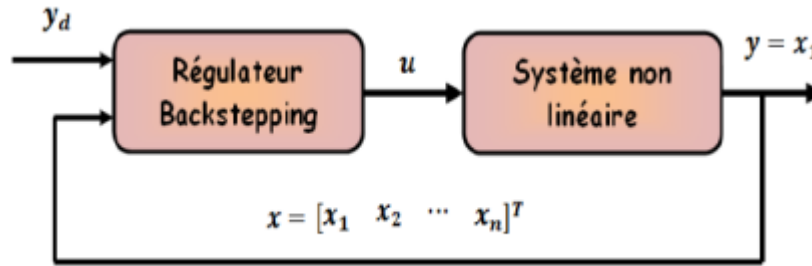 y_d
Régulateur
Backstepping
u
Système non
linéaire
y = x
x = [x_1 x_2 ⋯ x_n]^T